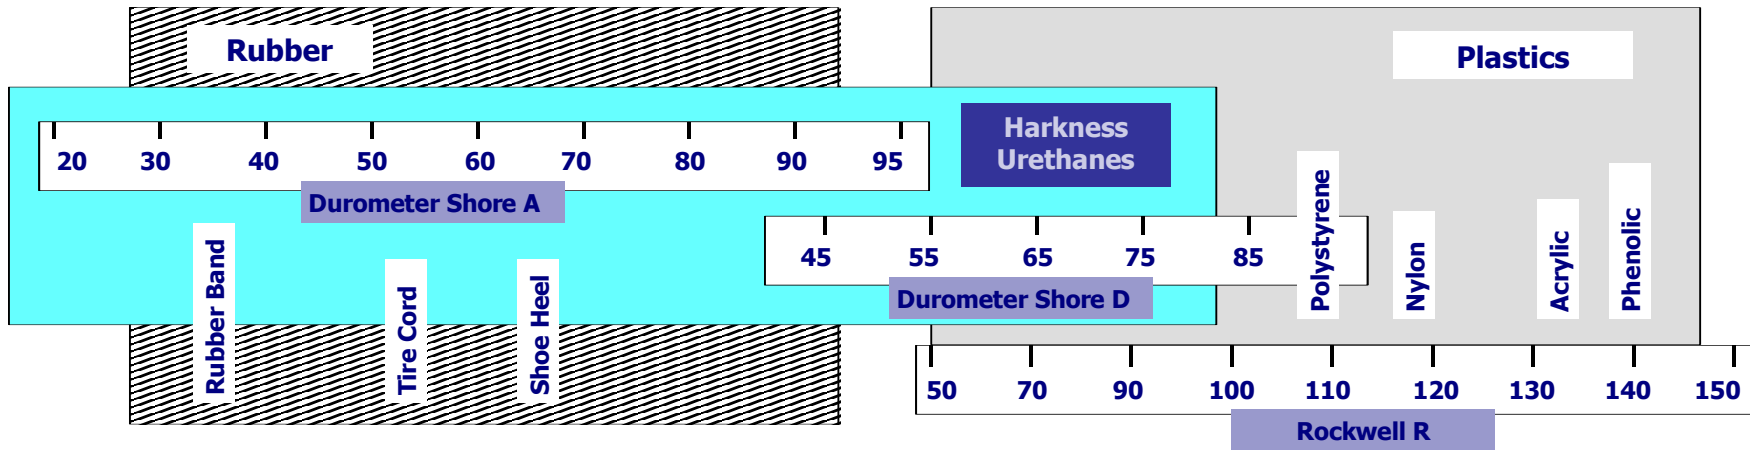 Rubber
Plastics
Harkness
Urethanes
20 30 40 50 60 70 80 90 95
Durometer Shore A
45 55 65 75 85
Durometer Shore D
Rubber Band
Tire Cord
Shoe Heel
Polystyrene
Nylon
Acrylic
Phenolic
50 70 90 100 110 120 130 140 150
Rockwell R